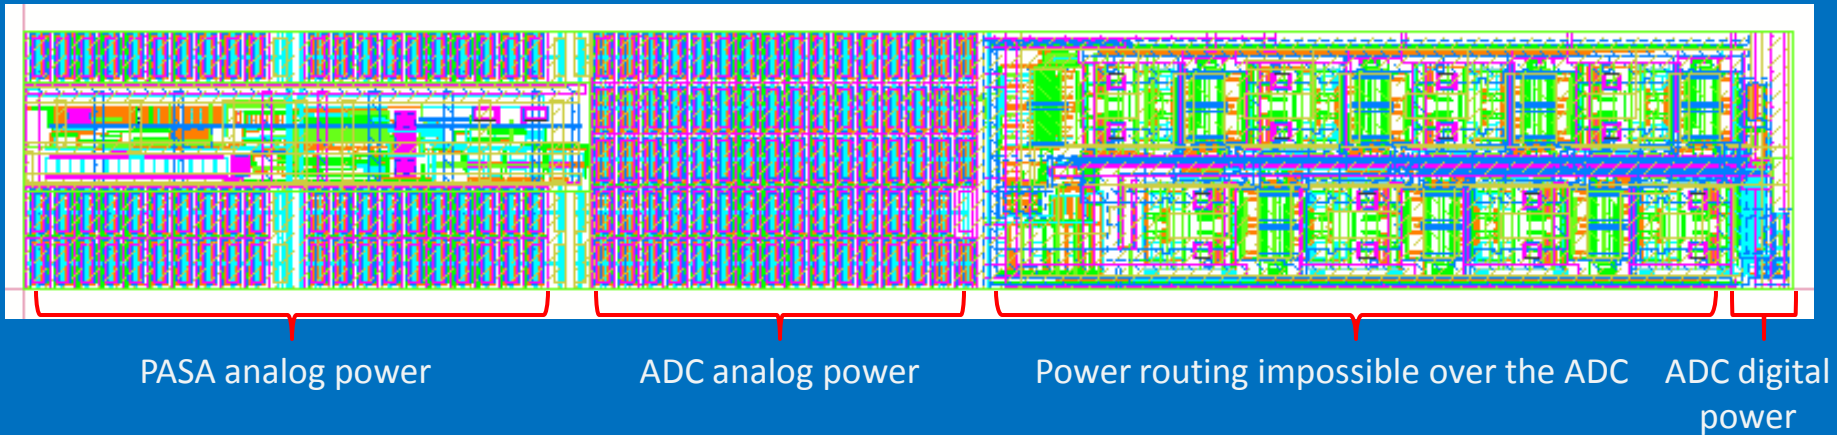 PASA analog power
ADC analog power
Power routing impossible over the ADC
ADC digital
power